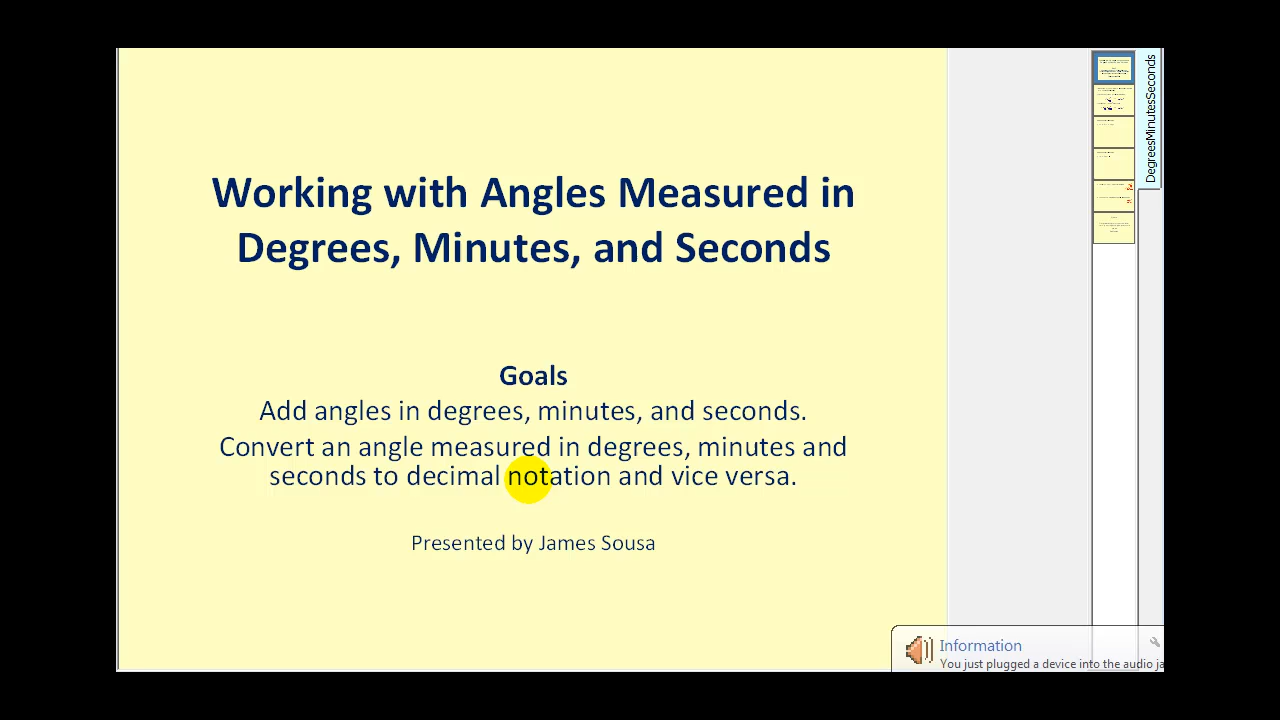 Working with Angles Measured in
Degrees, Minutes, and Seconds
Goals
Add angles in degrees, minutes, and seconds.
Convert an angle measured in degrees, minutes and
seconds to decimal notation and vice versa.
Presented by James Sousa
DegreesMinutesSeconds
Information
You just plugged a device into the audio ja